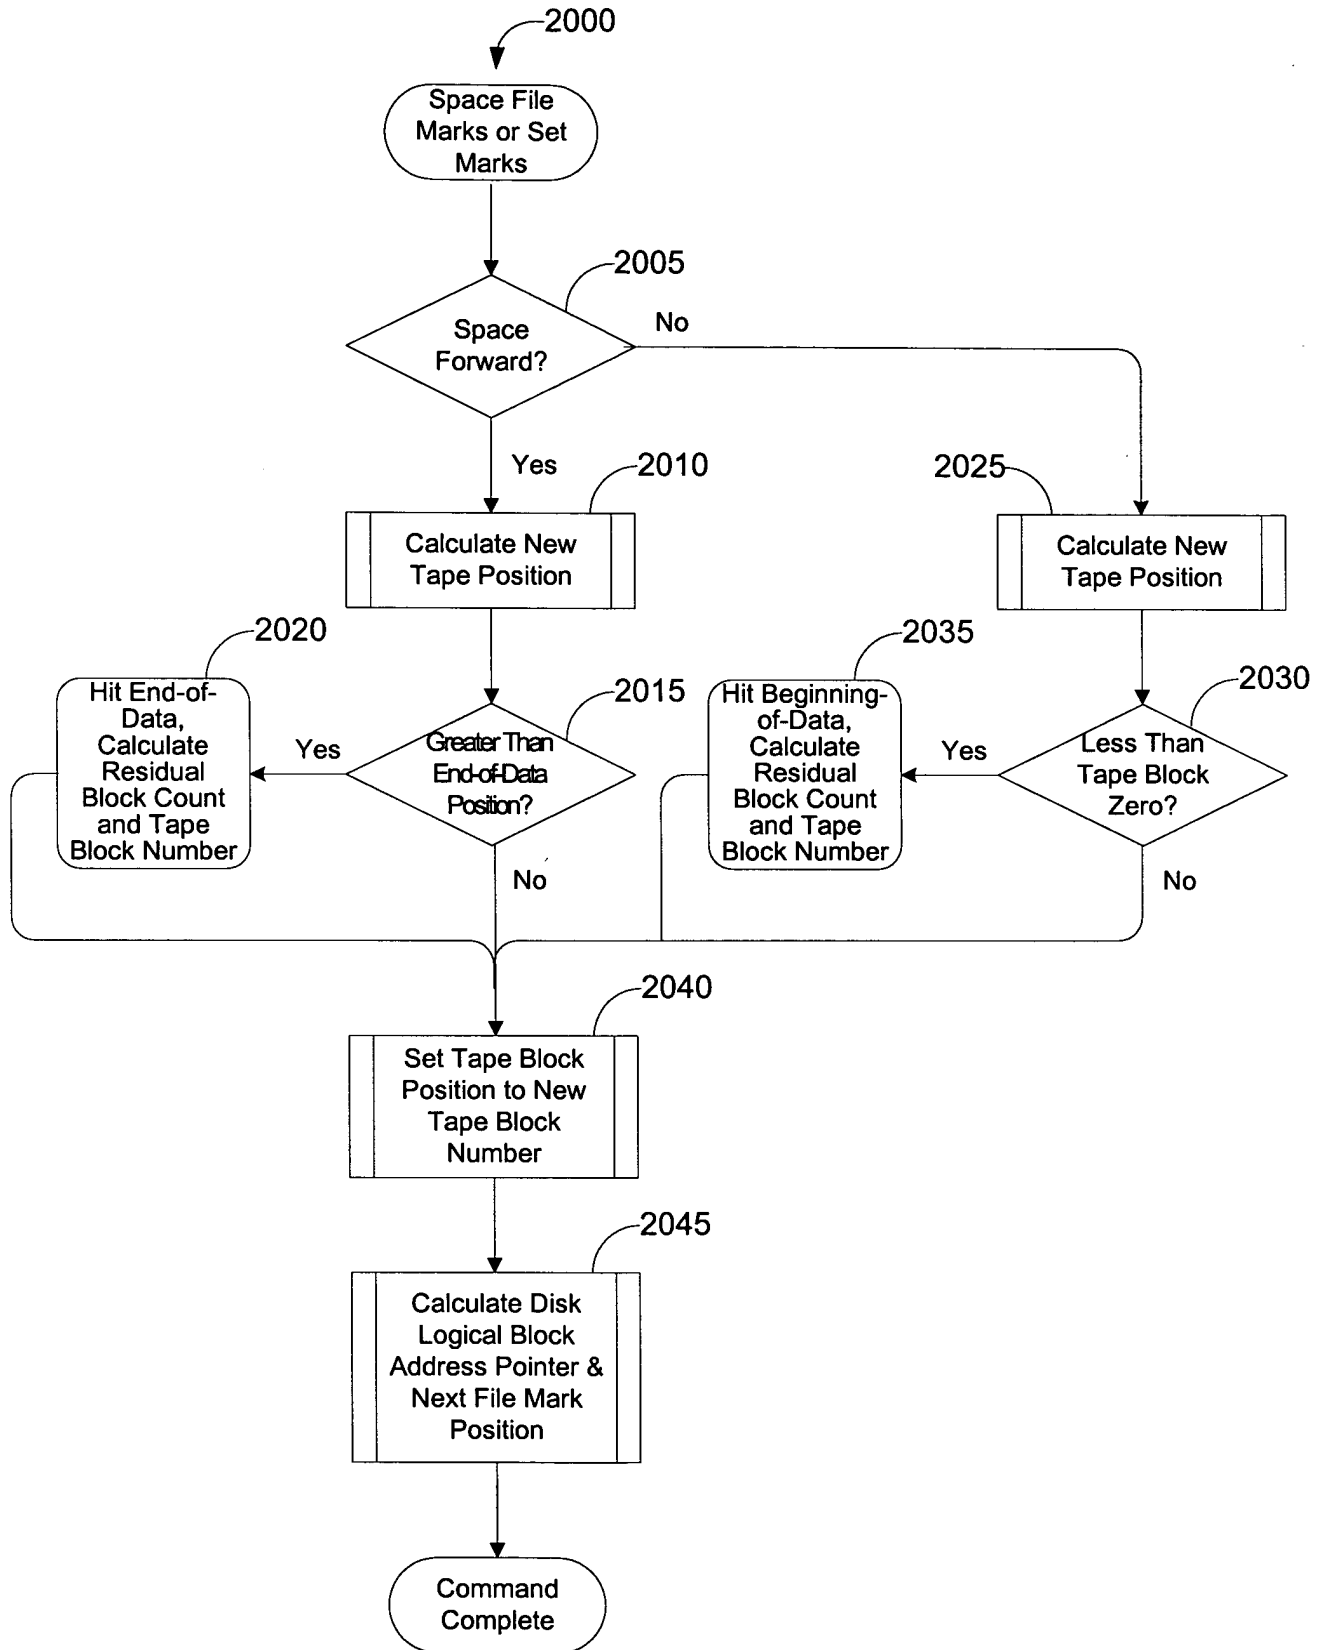 2000
Space File
Marks or Set
Marks
2005
Space
Forward?
No
Yes
2010
Calculate New
Tape Position
2025
Calculate New
Tape Position
2020
Hit End-of-
Data,
Calculate
Residual
Block Count
and Tape
Block Number
Yes
2015
Greater Than
End-of-Data
Position?
No
2035
Hit Beginning-
of-Data,
Calculate
Residual
Block Count
and Tape
Block Number
Yes
2030
Less Than
Tape Block
Zero?
No
2040
Set Tape Block
Position to New
Tape Block
Number
2045
Calculate Disk
Logical Block
Address Pointer &
Next File Mark
Position
Command
Complete